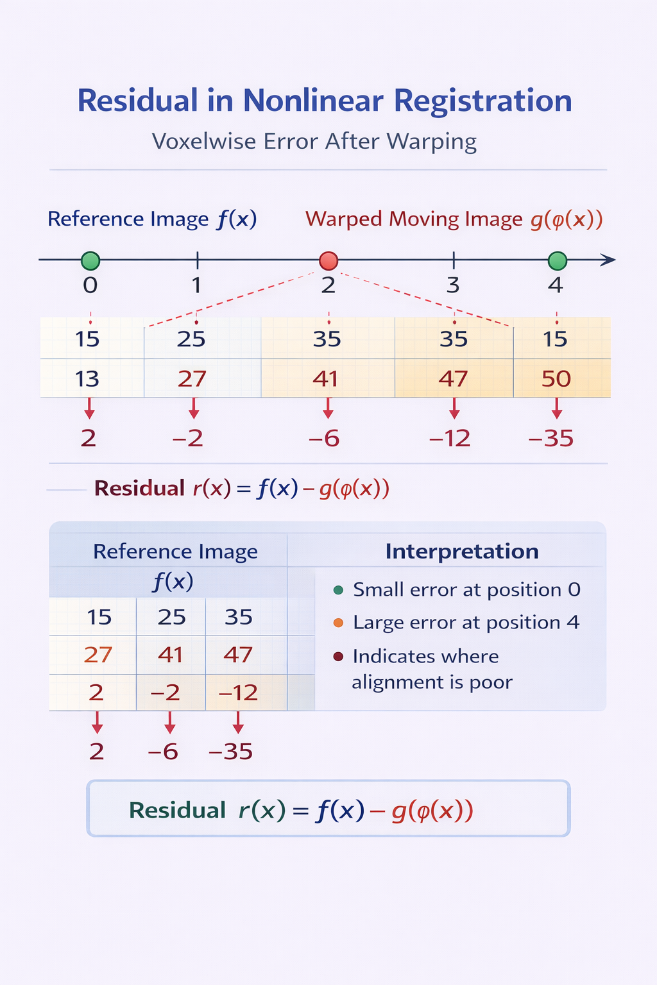 Residual in Nonlinear Registration
Voxelwise Error After Warping
Reference Image f(x) Warped Moving Image g(φ(x))
0 1 2 3 4
15 25 35 35 15
13 27 41 47 50
2 −2 −6 −12 −35
Residual r(x) = f(x) − g(φ(x))
Reference Image
f(x)
15 25 35
27 41 47
2 −2 −12
2 −6 −35
Interpretation
Small error at position 0
Large error at position 4
Indicates where
alignment is poor
Residual r(x) = f(x) − g(φ(x))